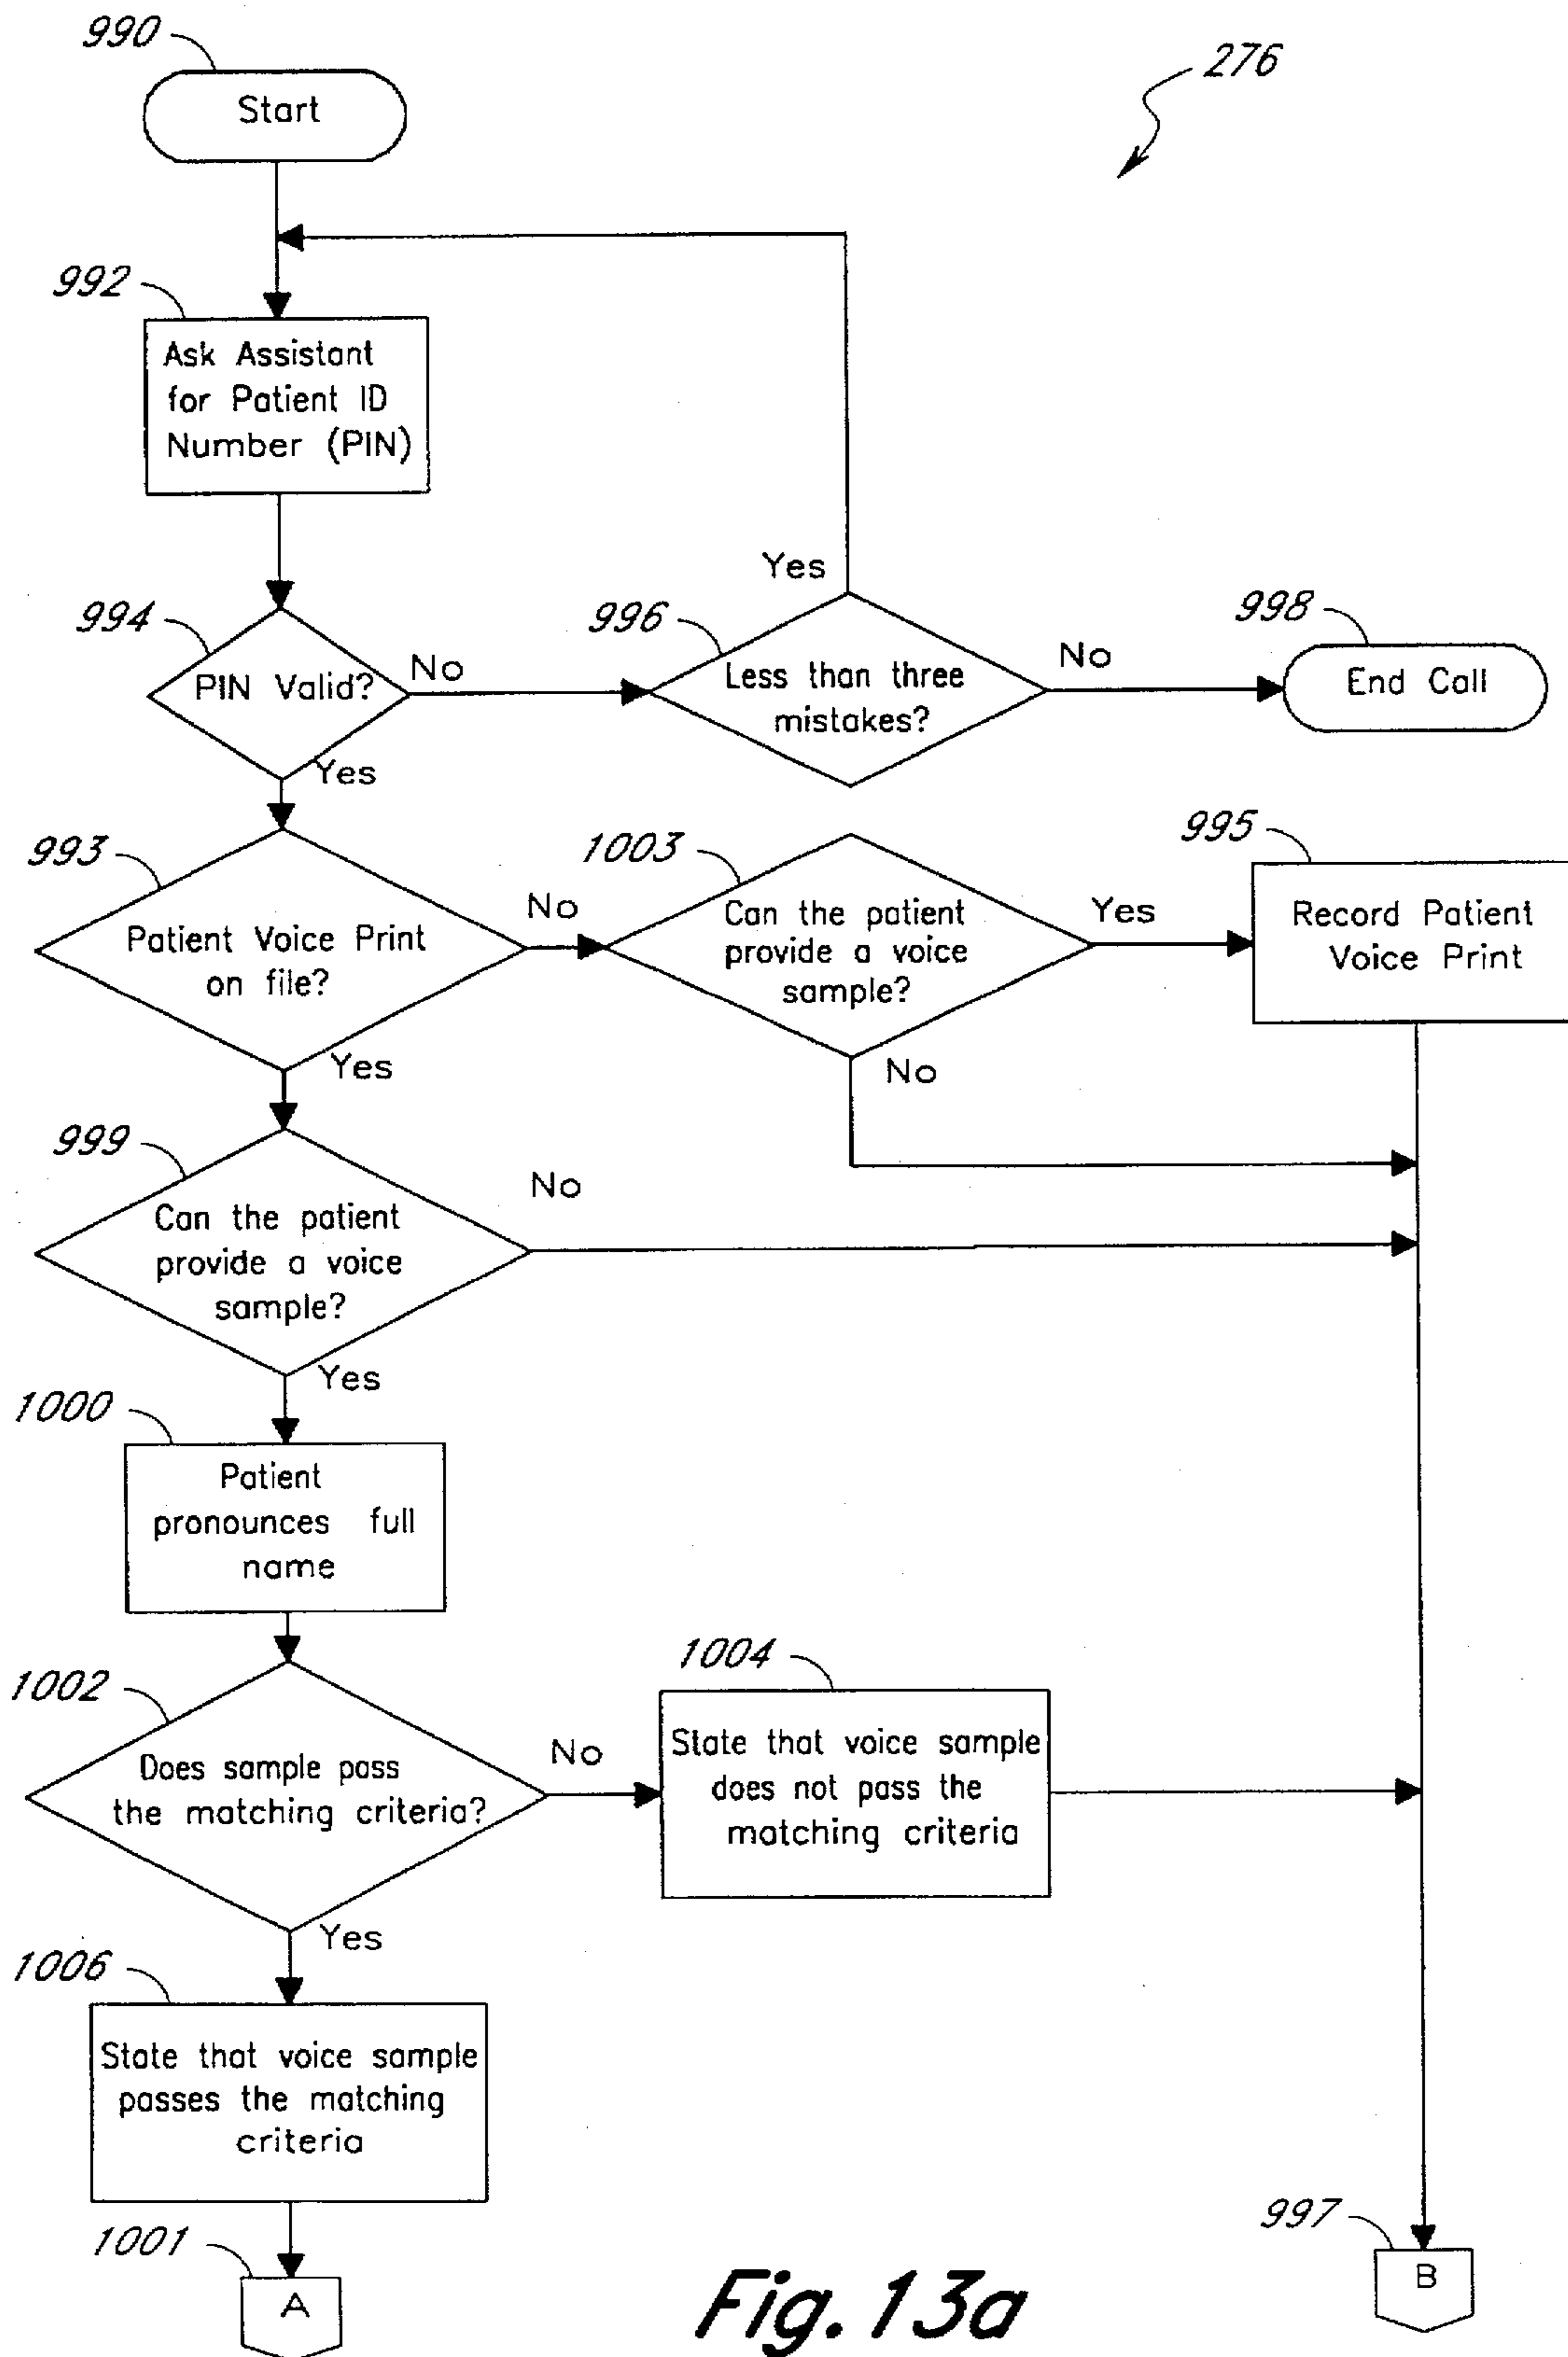 990
Start
276
992
Ask Assistant
for Patient ID
Number (PIN)
Yes
994
PIN Valid?
No
996
Less than three
mistakes?
No
998
End Call
Yes
993
Patient Voice Print
on file?
No
1003
Can the patient
provide a voice
sample?
Yes
995
Record Patient
Voice Print
Yes
No
999
Can the patient
provide a voice
sample?
No
Yes
1000
Patient
pronounces full
name
1002
Does sample pass
the matching criteria?
No
1004
State that voice sample
does not pass the
matching criteria
Yes
1006
State that voice sample
passes the matching
criteria
1001
A
997
B
Fig. 13a